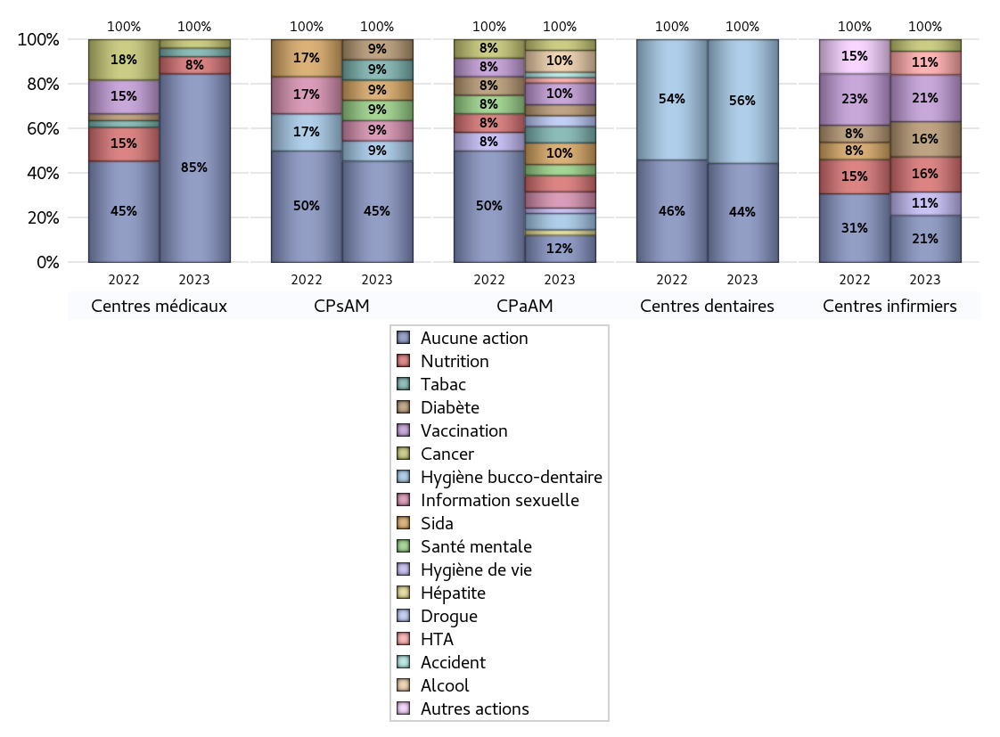 100% 100% 100% 100% 100% 100% 100% 100% 100% 100%
100%
80%
60%
40%
20%
0%
18% 15% 15% 45%
8% 85%
17% 17% 17% 50%
9% 9% 9% 9% 9% 9% 45%
8% 8% 8% 8% 8% 8% 50%
10% 10% 10% 12%
54% 46%
56% 44%
15% 23% 8% 8% 15% 31%
11% 21% 16% 16% 11% 21%
2022 2023 2022 2023 2022 2023 2022 2023 2022 2023
Centres médicaux CPsAM CPaAM Centres dentaires Centres infirmiers
Aucune action
Nutrition
Tabac
Diabète
Vaccination
Cancer
Hygiène bucco-dentaire
Information sexuelle
Sida
Santé mentale
Hygiène de vie
Hépatite
Drogue
HTA
Accident
Alcool
Autres actions